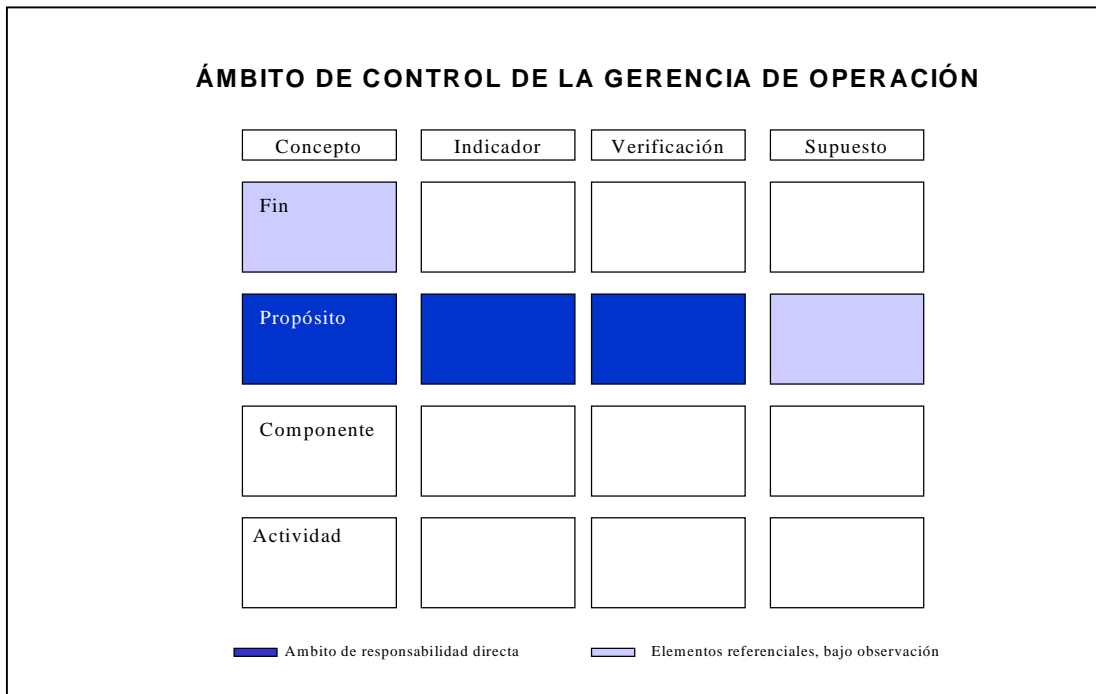 ÁMBITO DE CONTROL DE LA GERENCIA DE OPERACIÓN
Concepto Indicador Verificación Supuesto
Fin
Propósito
Componente
Actividad
Ambito de responsabilidad directa Elementos referenciales, bajo observación